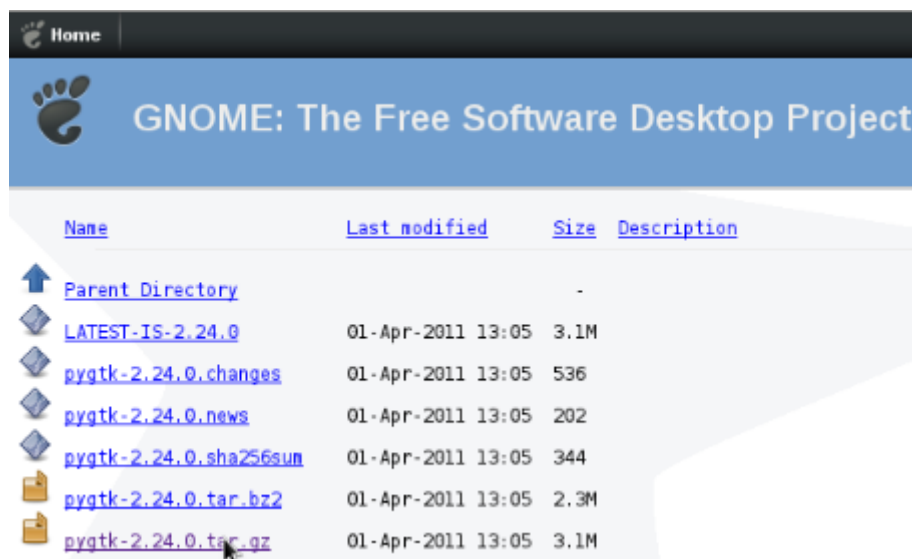 Home
GNOME: The Free Software Desktop Project
Name Last modified Size Description
Parent Directory -
LATEST-IS-2.24.0 01-Apr-2011 13:05 3.1M
pygtk-2.24.0.changes 01-Apr-2011 13:05 536
pygtk-2.24.0.news 01-Apr-2011 13:05 202
pygtk-2.24.0.sha256sum 01-Apr-2011 13:05 344
pygtk-2.24.0.tar.bz2 01-Apr-2011 13:05 2.3M
pygtk-2.24.0.tar.gz 01-Apr-2011 13:05 3.1M